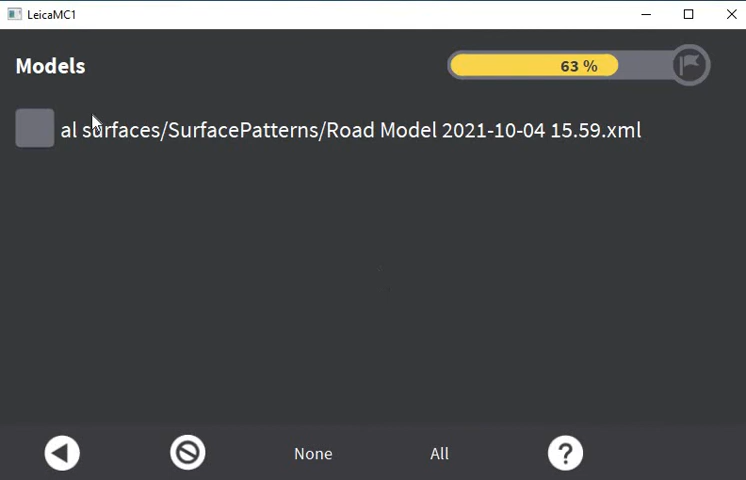 LeicaMC1
Models
63 %
al surfaces/SurfacePatterns/Road Model 2021-10-04 15.59.xml
None
All
?